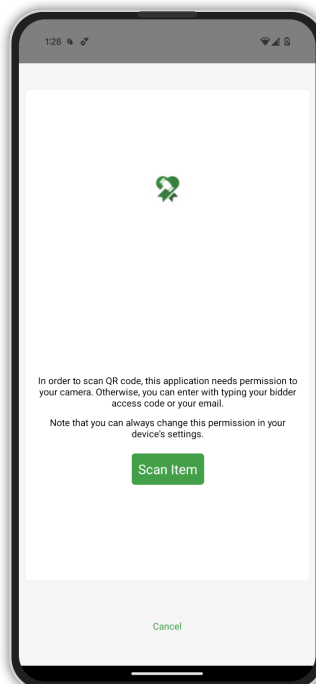 1:28
In order to scan QR code, this application needs permission to
your camera. Otherwise, you can enter with typing your bidder
access code or your email.
Note that you can always change this permission in your
device's settings.
Scan Item
Cancel